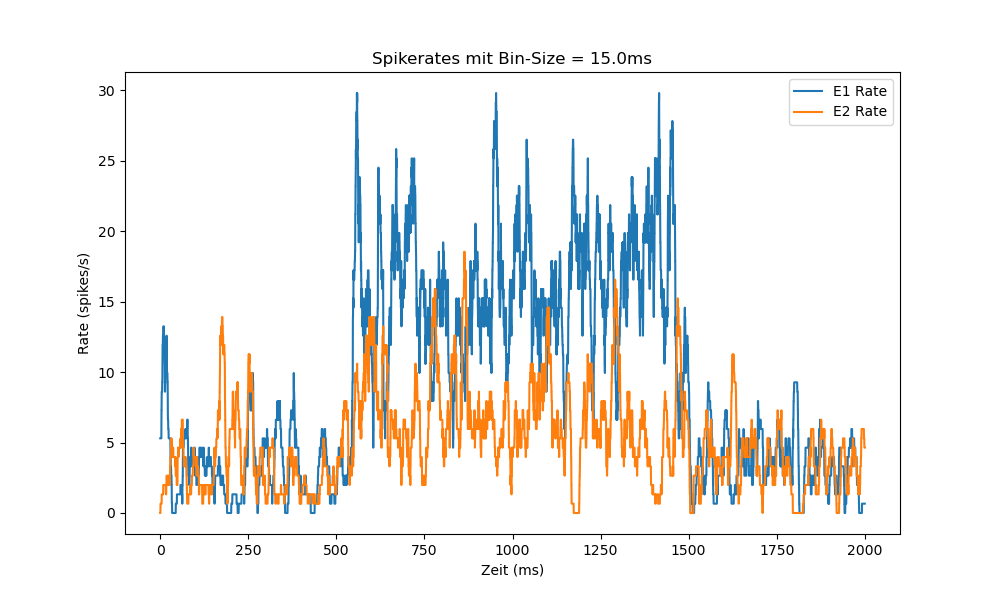 Spikerates mit Bin-Size = 15.0ms
E1 Rate
E2 Rate
Rate (spikes/s)
30
25
20
15
10
5
0
0 250 500 750 1000 1250 1500 1750 2000
Zeit (ms)